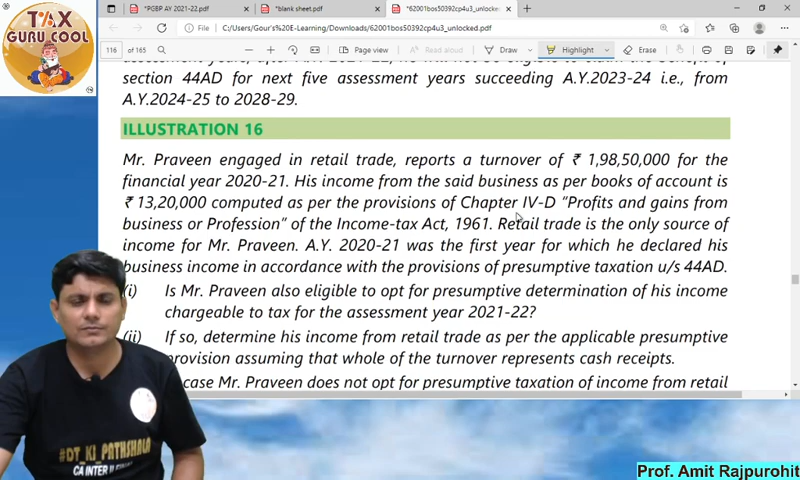 TAX
GURU COOL
*PGBP AY 2021-22.pdf
*blank sheet.pdf
*62001bos50392cp4u3_unlocked.p
File
C:/Users/Gour's%20E-Learning/Downloads/62001bos50392cp4u3_unlocked.pdf
116 of 165
Page view
Read aloud
Draw
Highlight
Erase
section 44AD for next five assessment years succeeding A.Y.2023-24 i.e., from
A.Y.2024-25 to 2028-29.
ILLUSTRATION 16
Mr. Praveen engaged in retail trade, reports a turnover of ₹ 1,98,50,000 for the
financial year 2020-21. His income from the said business as per books of account is
₹ 13,20,000 computed as per the provisions of Chapter IV-D "Profits and gains from
business or Profession" of the Income-tax Act, 1961. Retail trade is the only source of
income for Mr. Praveen. A.Y. 2020-21 was the first year for which he declared his
business income in accordance with the provisions of presumptive taxation u/s 44AD.
(i) Is Mr. Praveen also eligible to opt for presumptive determination of his income
chargeable to tax for the assessment year 2021-22?
(ii) If so, determine his income from retail trade as per the applicable presumptive
provision assuming that whole of the turnover represents cash receipts.
case Mr. Praveen does not opt for presumptive taxation of income from retail
#DT_KI PATHSHALA
CA INTER
Prof. Amit Rajpurohit